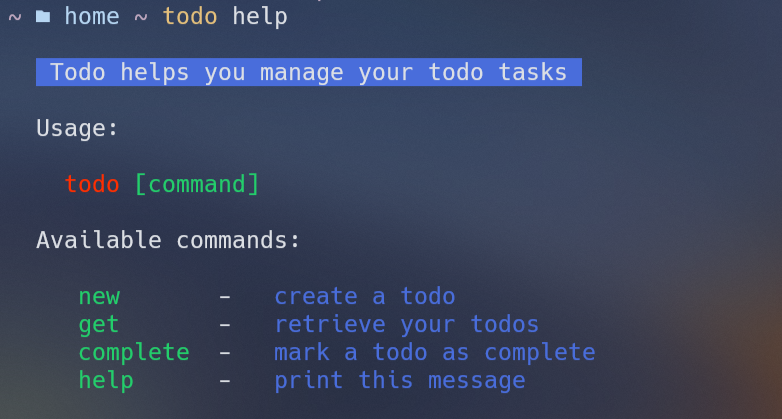 ~ home ~ todo help
Todo helps you manage your todo tasks
Usage:
todo [command]
Available commands:
new - create a todo
get - retrieve your todos
complete - mark a todo as complete
help - print this message